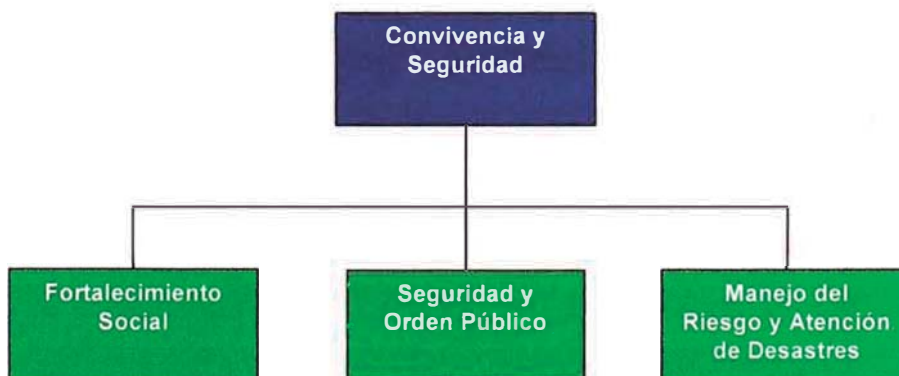 Convivencia y
Seguridad
Fortalecimiento
Social
Seguridad y
Orden Público
Manejo del
Riesgo y Atención
de Desastres